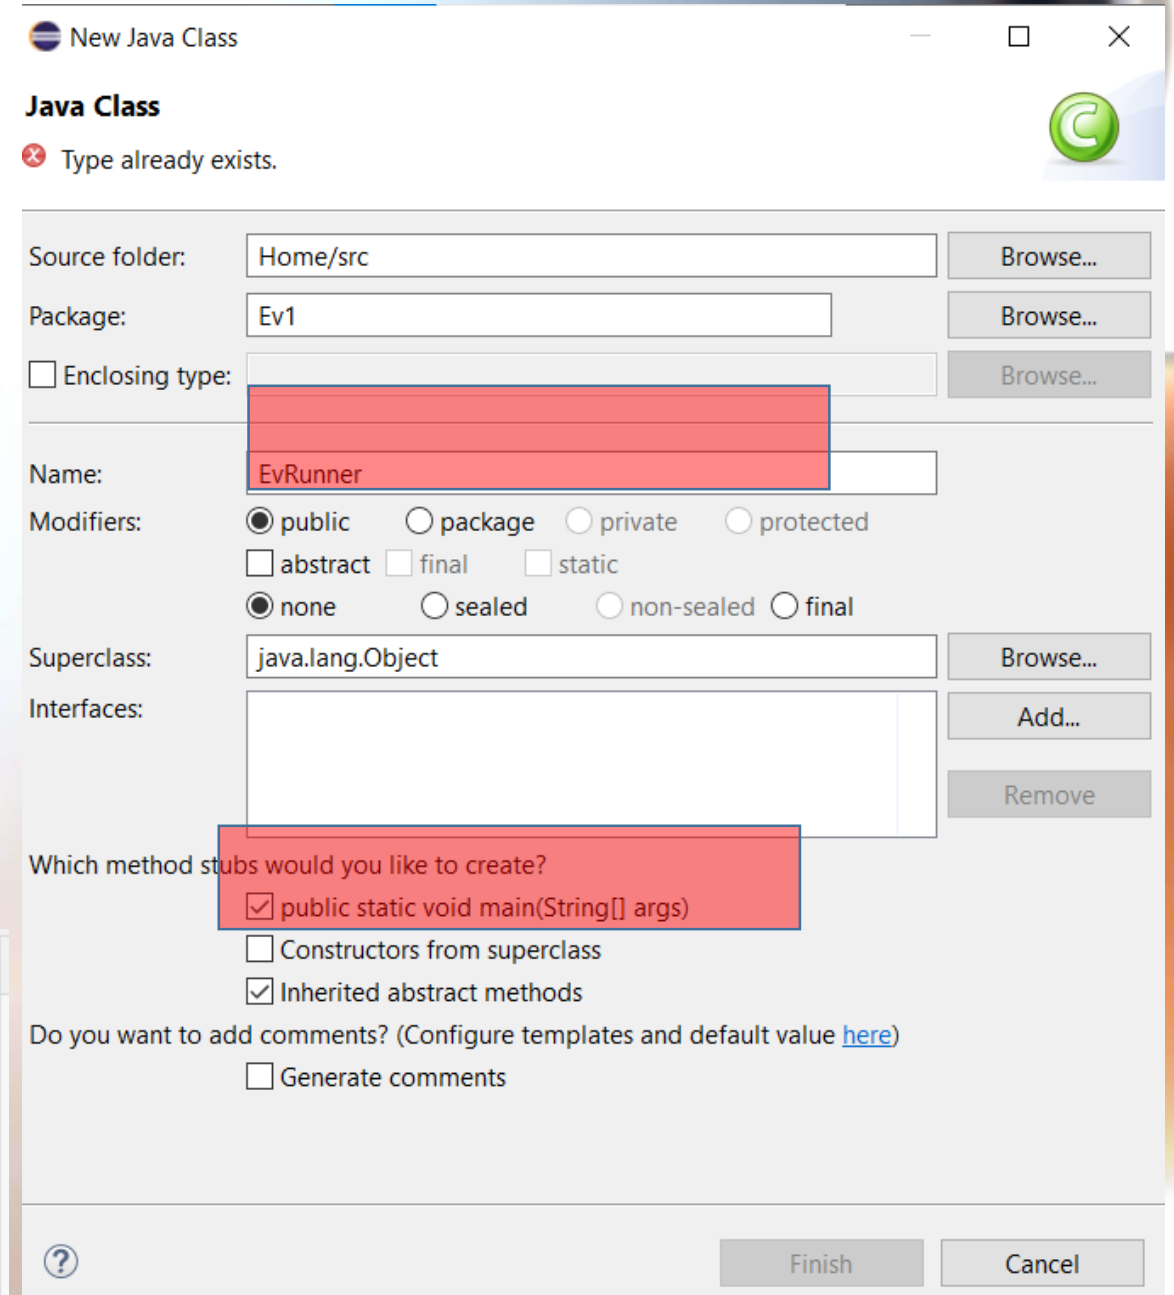 New Java Class
Java Class
Type already exists.
Source folder: Home/src Browse...
Package: Ev1 Browse...
Enclosing type: Browse...
Name: EvRunner
Modifiers: public package private protected
abstract final static
none sealed non-sealed final
Superclass: java.lang.Object Browse...
Interfaces: Add...
Remove
Which method stubs would you like to create?
public static void main(String[] args)
Constructors from superclass
Inherited abstract methods
Do you want to add comments? (Configure templates and default value here)
Generate comments
? Finish Cancel